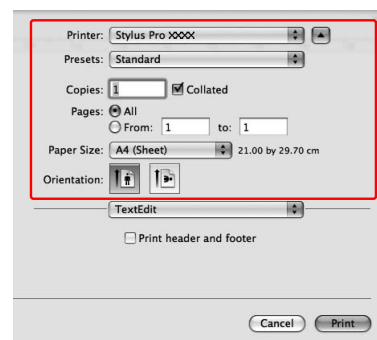 Printer: Stylus Pro XXXX
Presets: Standard
Copies: 1 Collated
Pages: All
From: 1 to: 1
Paper Size: A4 (Sheet) 21.00 by 29.70 cm
Orientation:
TextEdit
Print header and footer
Cancel Print